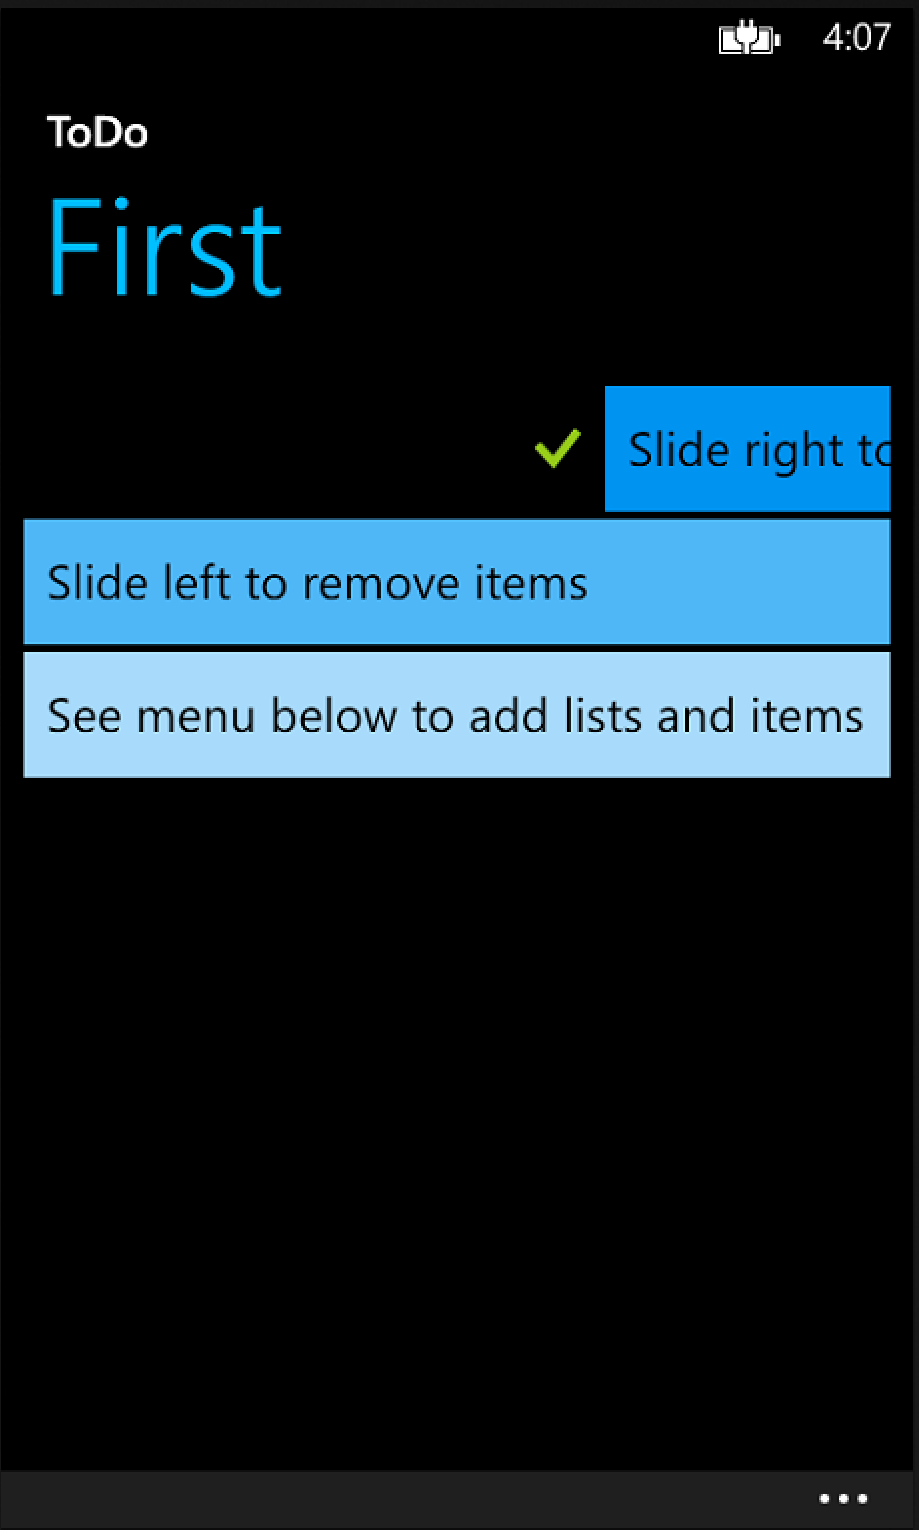 4:07
ToDo
First
Slide right to
Slide left to remove items
See menu below to add lists and items